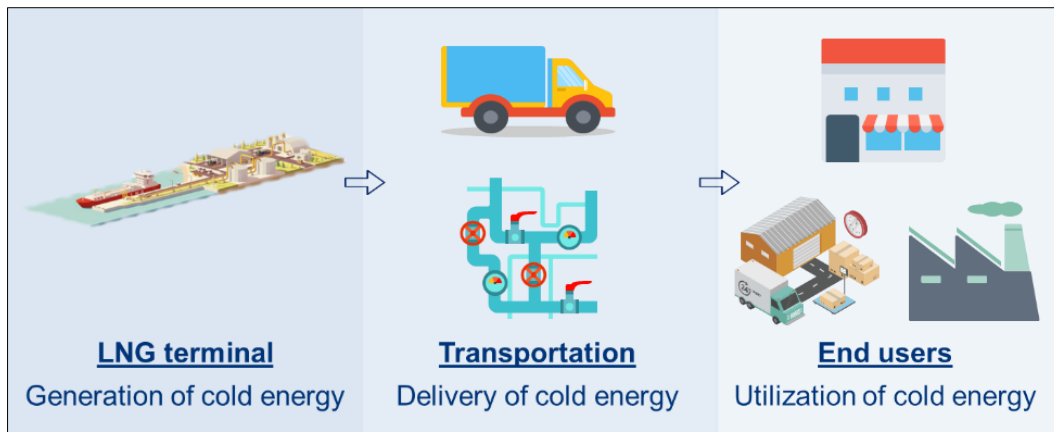 LNG terminal
Generation of cold energy
Transportation
Delivery of cold energy
End users
Utilization of cold energy